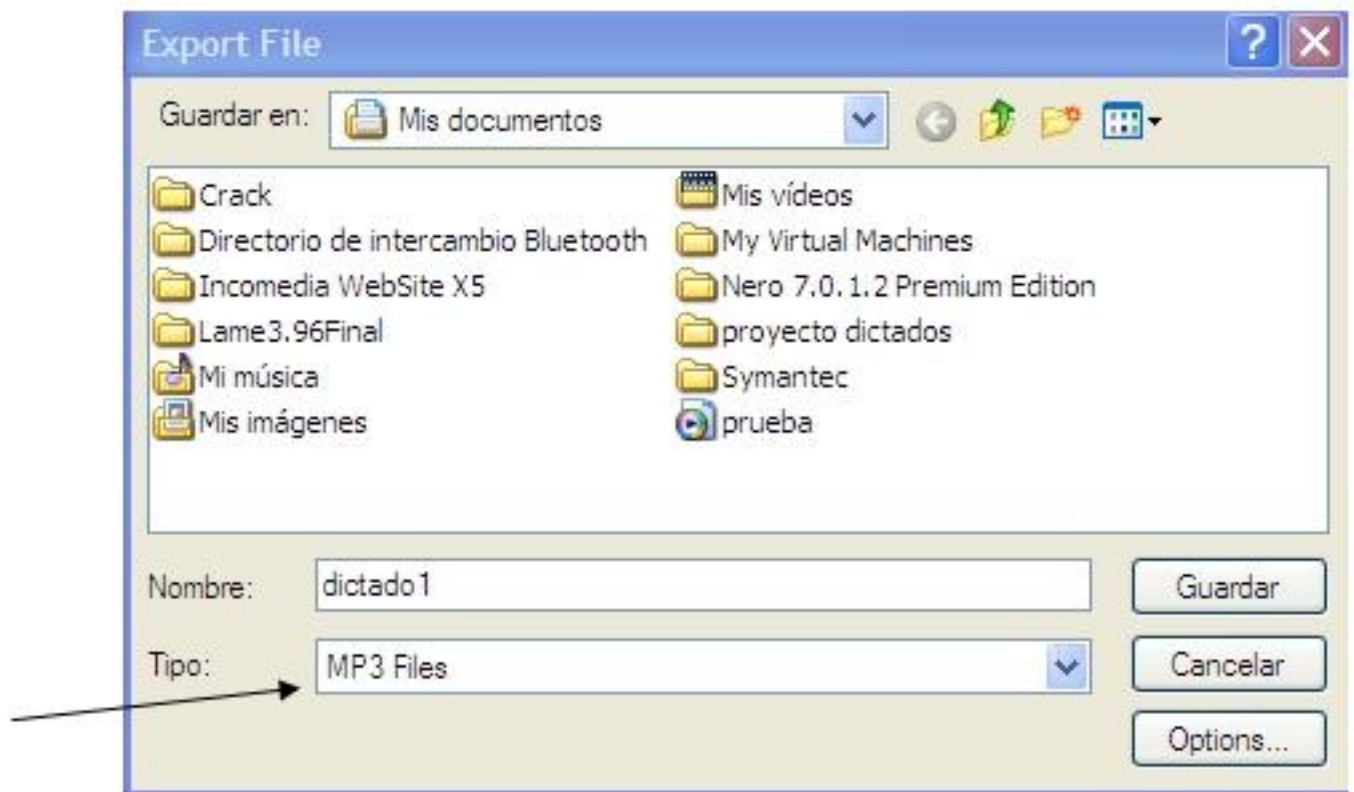 Export File
Guardar en: Mis documentos
Crack
Directorio de intercambio Bluetooth
Incomedia WebSite X5
Lame3.96Final
Mi música
Mis imágenes
Mis vídeos
My Virtual Machines
Nero 7.0.1.2 Premium Edition
proyecto dictados
Symantec
prueba
Nombre: dictado1 Guardar
Tipo: MP3 Files Cancelar
Options...